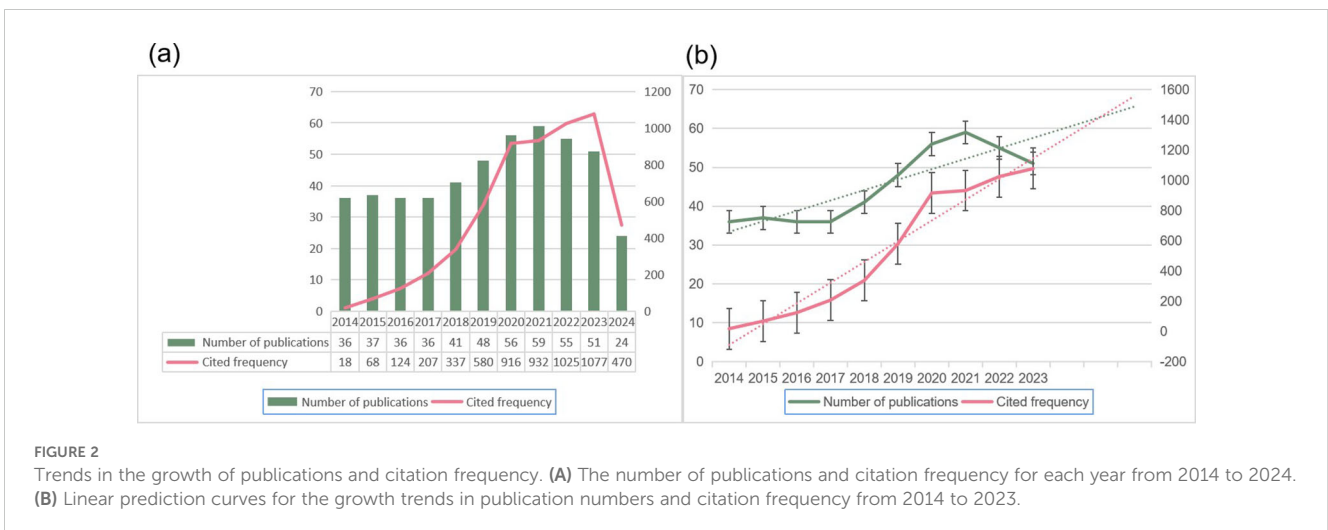 (a)
70 1200
60 1000
50 800
40 600
30 400
20 200
10
0 0
2014 2015 2016 2017 2018 2019 2020 2021 2022 2023 2024
Number of publications 36 37 36 36 41 48 56 59 55 51 24
Cited frequency 18 68 124 207 337 580 916 932 1025 1077 470
Number of publications Cited frequency
(b)
70 1600
60 1400
50 1200
40 1000
30 800
20 600
10 400
0 200
0
-200
2014 2015 2016 2017 2018 2019 2020 2021 2022 2023
Number of publications Cited frequency
FIGURE 2
Trends in the growth of publications and citation frequency. (A) The number of publications and citation frequency for each year from 2014 to 2024.
(B) Linear prediction curves for the growth trends in publication numbers and citation frequency from 2014 to 2023.